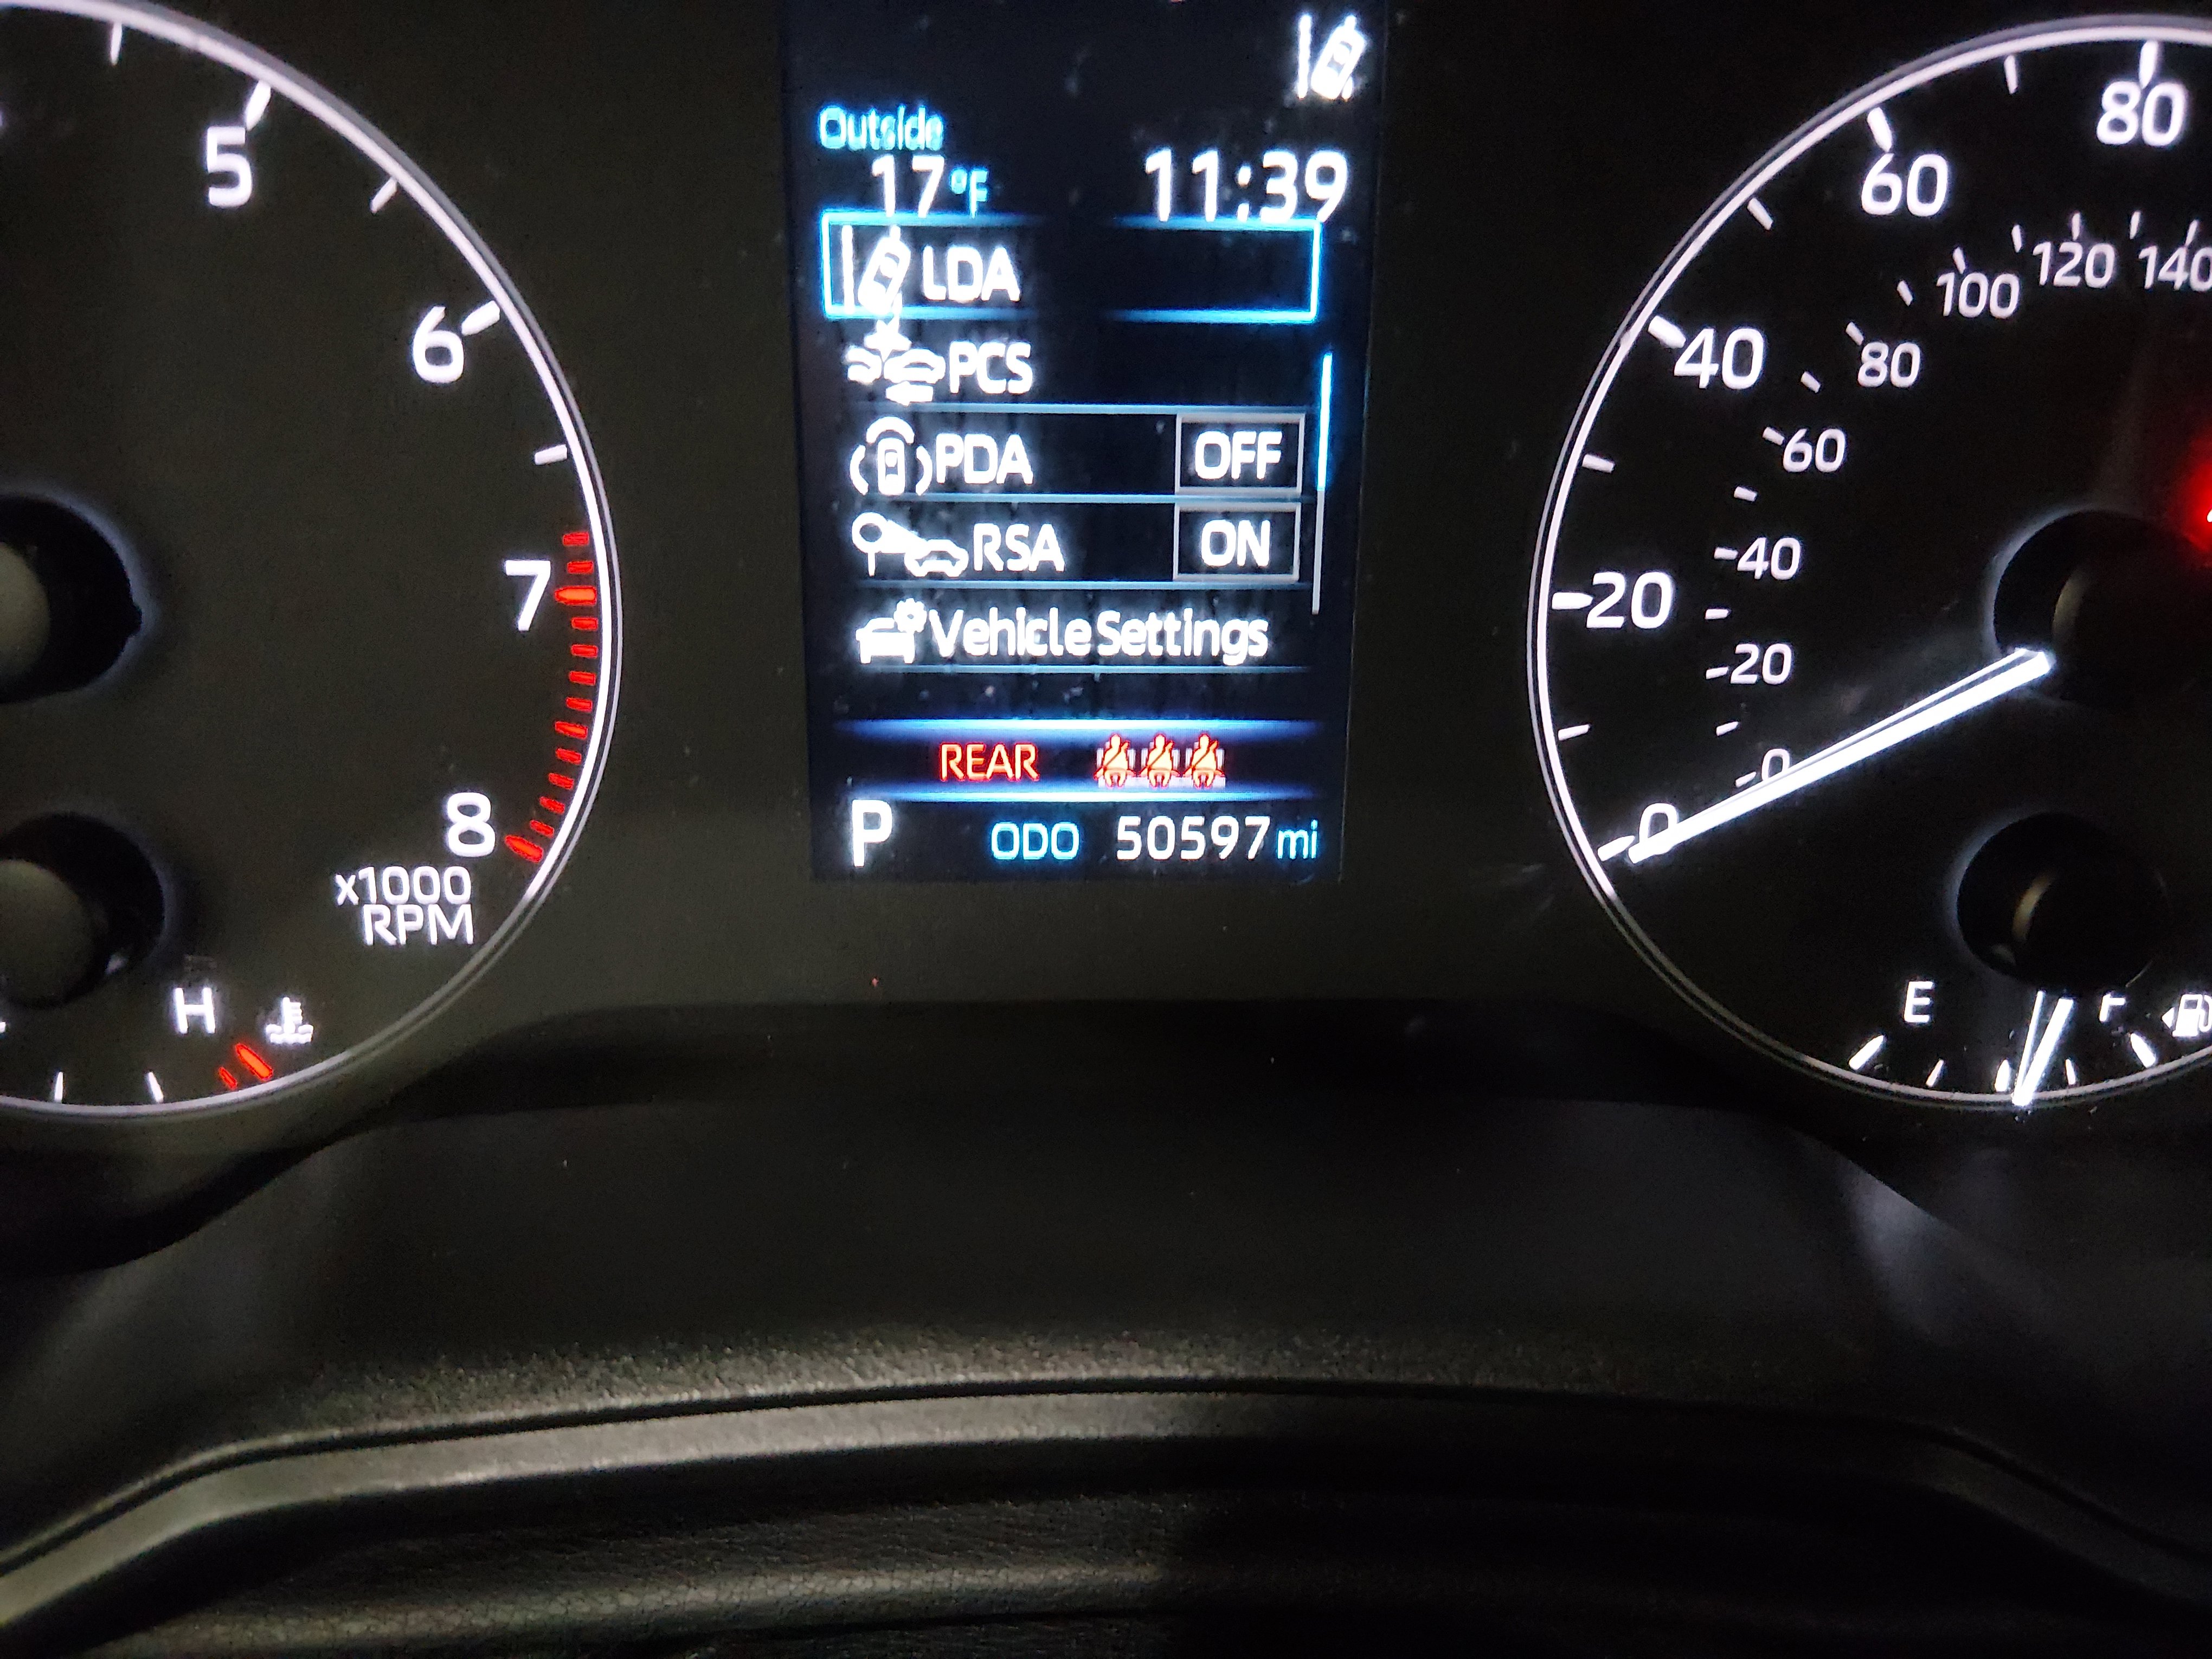 5
6
7
8
x1000
RPM
H
Outside
17°F 11:39
LDA
PCS
PDA OFF
RSA ON
Vehicle Settings
REAR
P ODO 50597 mi
80
60
40
20
0
140
120
100
80
60
40
20
0
E F